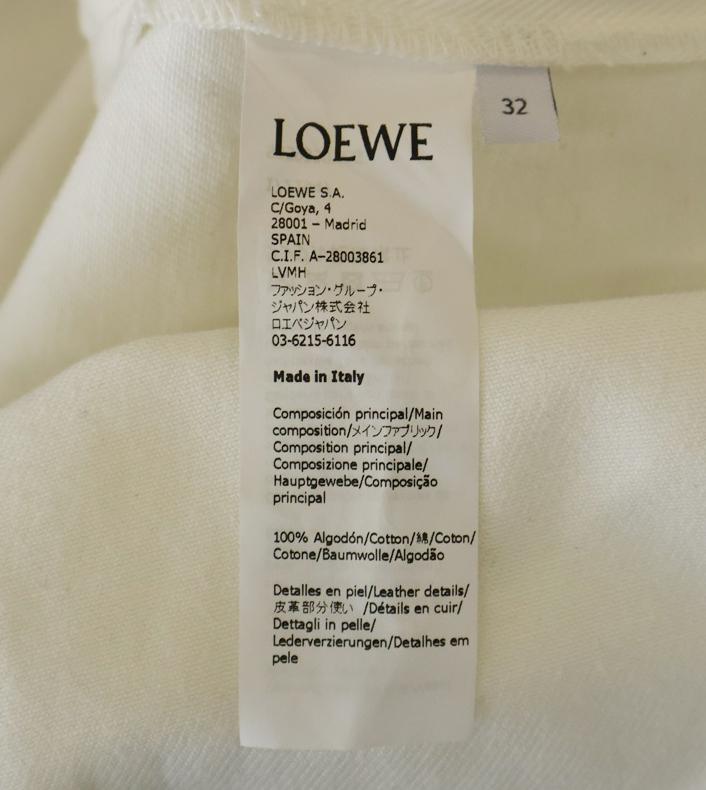 LOEWE
32
LOEWE S.A.
C/Goya, 4
28001 – Madrid
SPAIN
C.I.F. A–28003861
LVMH
ファッション・グループ・
ジャパン株式会社
ロエベジャパン
03-6215-6116
Made in Italy
Composición principal/Main
composition/メインファブリック/
Composition principal/
Composizione principale/
Hauptgewebe/Composição
principal
100% Algodón/Cotton/綿/Coton/
Cotone/Baumwolle/Algodão
Detalles en piel/Leather details/
皮革部分使い /Détails en cuir/
Dettagli in pelle/
Lederverzierungen/Detalhes em
pele